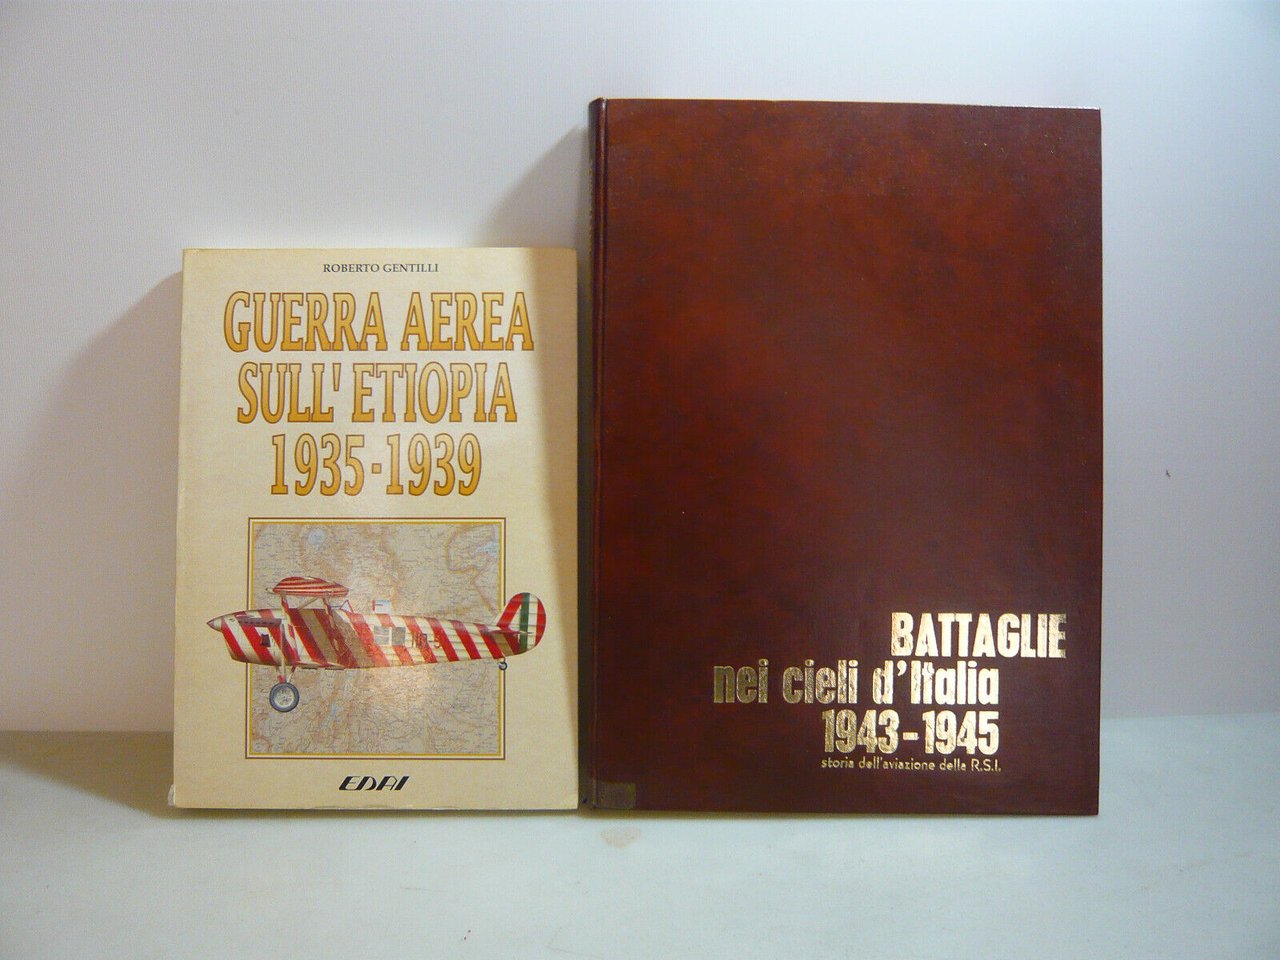 ROBERTO GENTILLI
GUERRA AEREA
SULL'ETIOPIA
1935-1939
EDAI
BATTAGLIE
nei cieli d'Italia
1943-1945
storia dell'aviazione della R.S.I.